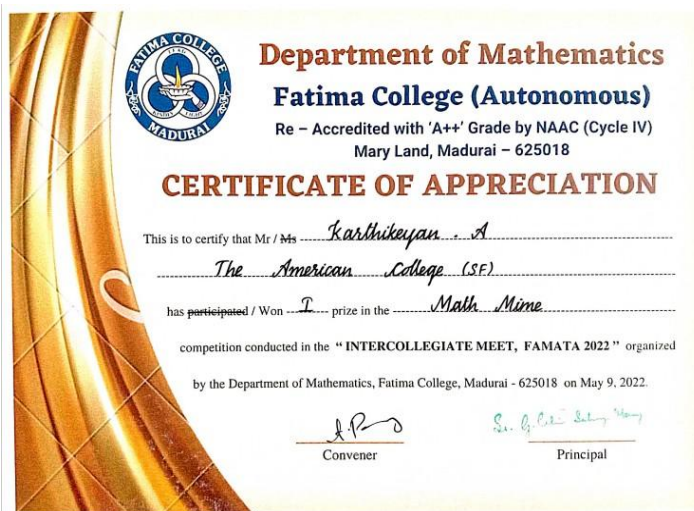 FATIMA COLLEGE
LEAD
KINDLY LIGHT
MADURAI
Department of Mathematics
Fatima College (Autonomous)
Re – Accredited with ‘A++’ Grade by NAAC (Cycle IV)
Mary Land, Madurai – 625018
CERTIFICATE OF APPRECIATION
This is to certify that Mr / Ms Karthikeyan . A
The American College (SF)
has participated / Won I prize in the Math Mime
competition conducted in the “ INTERCOLLEGIATE MEET, FAMATA 2022 ” organized
by the Department of Mathematics, Fatima College, Madurai - 625018 on May 9, 2022.
Convener
Principal